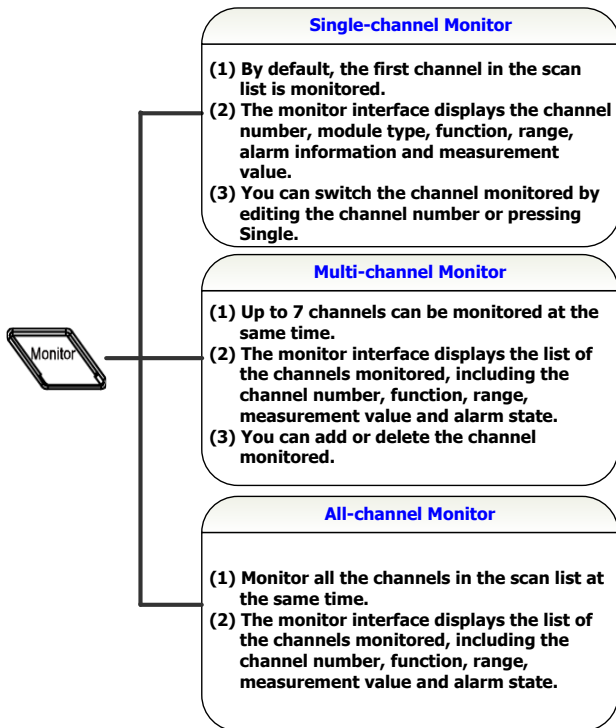 Single-channel Monitor
(1) By default, the first channel in the scan
list is monitored.
(2) The monitor interface displays the channel
number, module type, function, range,
alarm information and measurement
value.
(3) You can switch the channel monitored by
editing the channel number or pressing
Single.
Multi-channel Monitor
(1) Up to 7 channels can be monitored at the
same time.
(2) The monitor interface displays the list of
the channels monitored, including the
channel number, function, range,
measurement value and alarm state.
(3) You can add or delete the channel
monitored.
Monitor
All-channel Monitor
(1) Monitor all the channels in the scan list at
the same time.
(2) The monitor interface displays the list of
the channels monitored, including the
channel number, function, range,
measurement value and alarm state.